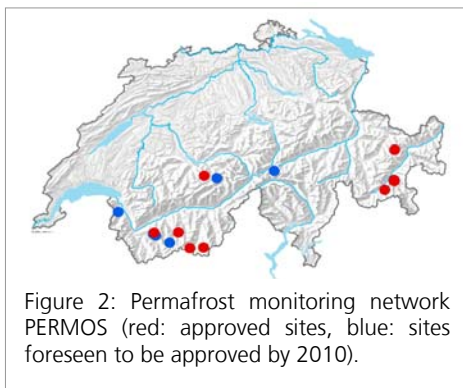 Figure 2: Permafrost monitoring network
PERMOS (red: approved sites, blue: sites
foreseen to be approved by 2010).